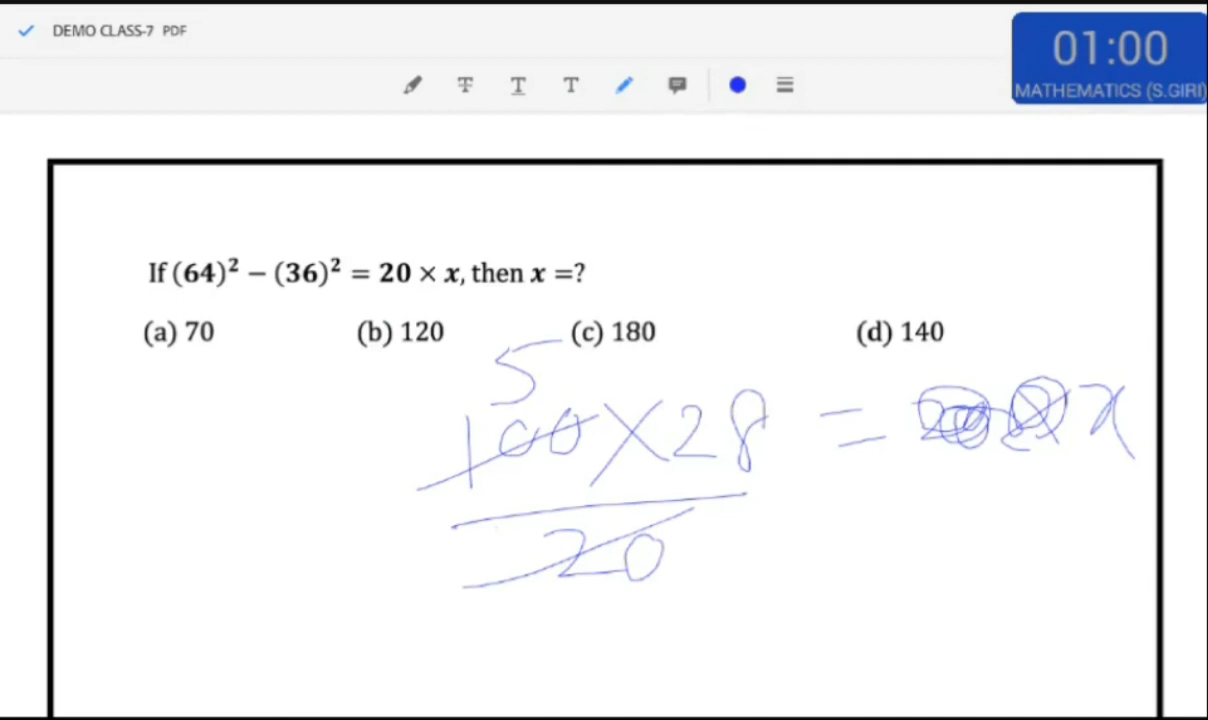 DEMO CLASS-7 PDF
01:00
MATHEMATICS (S.GIRI)
If (64)² − (36)² = 20 × x, then x =?
(a) 70 (b) 120 (c) 180 (d) 140
5
100 × 28 = x
20